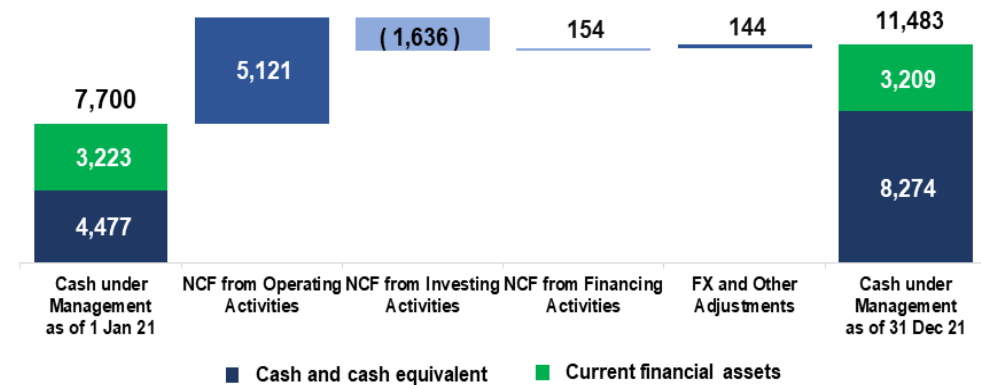 11,483
( 1,636 )
154
144
5,121
3,209
7,700
3,223
8,274
4,477
Cash under
Management
as of 1 Jan 21
NCF from Operating
Activities
NCF from Investing
Activities
NCF from Financing
Activities
FX and Other
Adjustments
Cash under
Management
as of 31 Dec 21
Cash and cash equivalent
Current financial assets